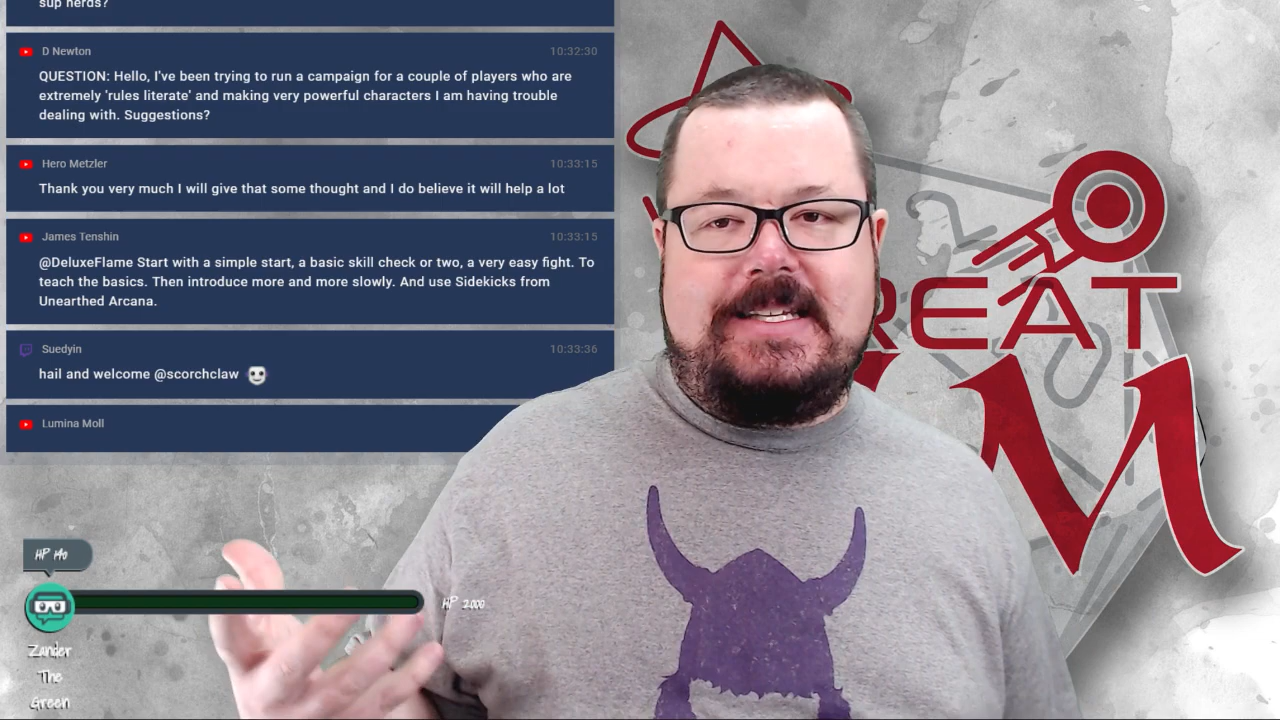 sup nerds?
D Newton 10:32:30
QUESTION: Hello, I've been trying to run a campaign for a couple of players who are
extremely 'rules literate' and making very powerful characters I am having trouble
dealing with. Suggestions?
Hero Metzler 10:33:15
Thank you very much I will give that some thought and I do believe it will help a lot
James Tenshin 10:33:15
@DeluxeFlame Start with a simple start, a basic skill check or two, a very easy fight. To
teach the basics. Then introduce more and more slowly. And use Sidekicks from
Unearthed Arcana.
Suedyin 10:33:36
hail and welcome @scorchclaw
Lumina Moll
REAT
M
HP 140
HP 2000
Zander
The
Green